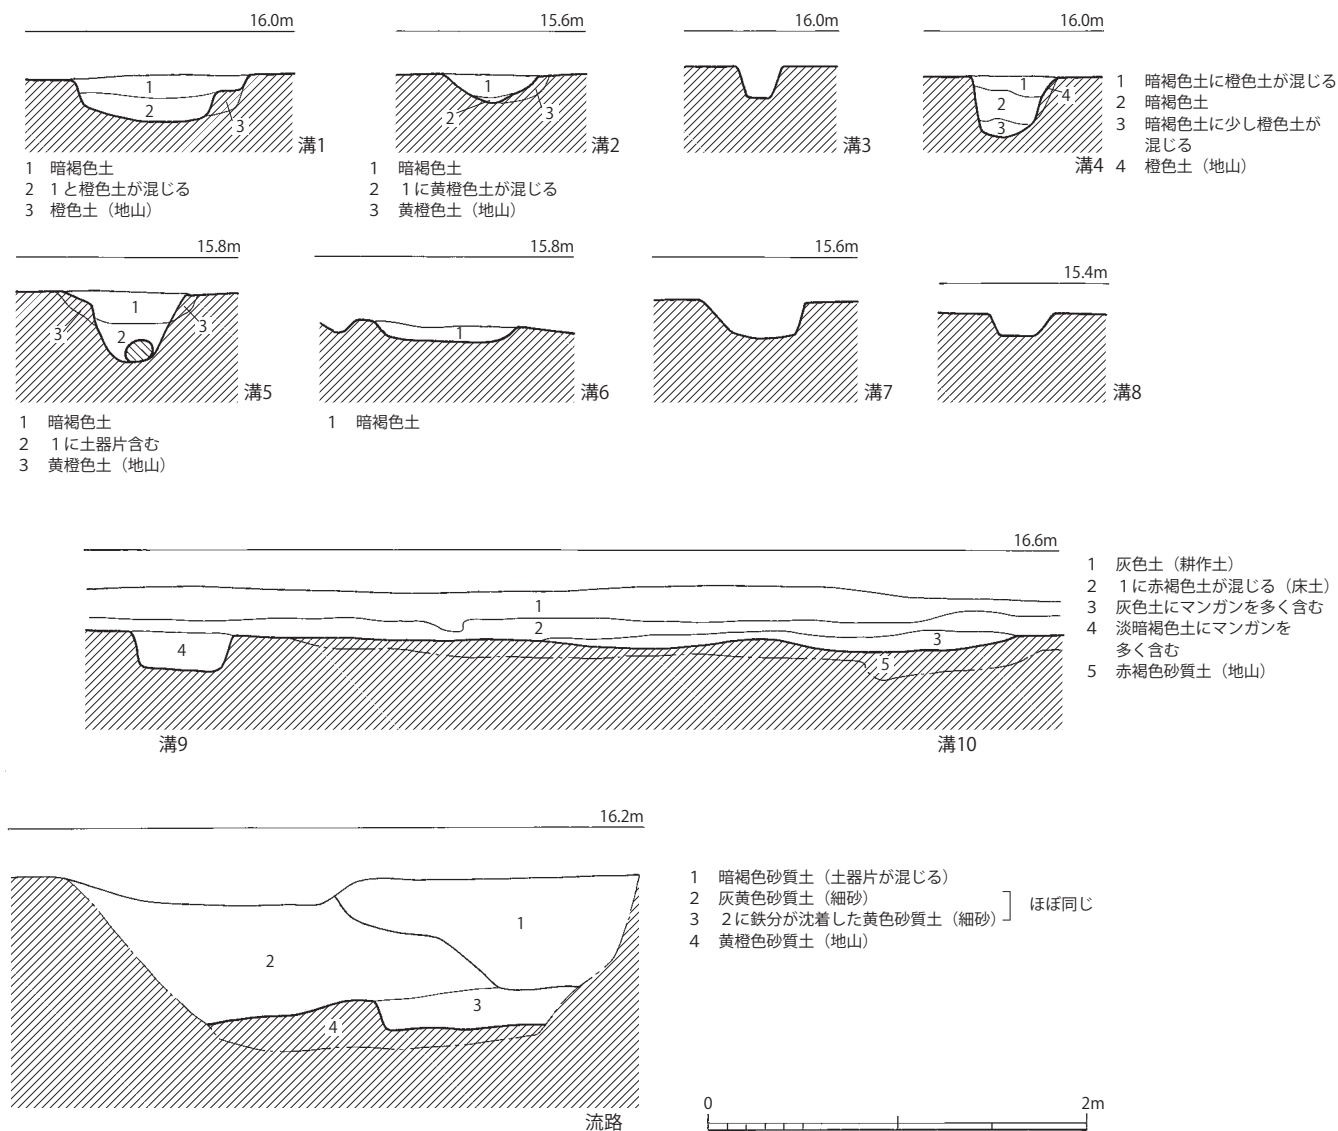 16.0m
1
2
3
溝1
1 暗褐色土
2 1と橙色土が混じる
3 橙色土（地山）
15.6m
1
2
3
溝2
1 暗褐色土
2 1に黄橙色土が混じる
3 黄橙色土（地山）
16.0m
溝3
16.0m
1
2
3
4
溝4
1 暗褐色土に橙色土が混じる
2 暗褐色土
3 暗褐色土に少し橙色土が
混じる
4 橙色土（地山）
15.8m
1
2
3
3
溝5
1 暗褐色土
2 1に土器片含む
3 黄橙色土（地山）
15.8m
1
溝6
1 暗褐色土
15.6m
溝7
15.4m
溝8
16.6m
1
2
3
4
5
溝9
溝10
1 灰色土（耕作土）
2 1に赤褐色土が混じる（床土）
3 灰色土にマンガンを多く含む
4 淡暗褐色土にマンガンを
多く含む
5 赤褐色砂質土（地山）
16.2m
1
2
3
4
流路
1 暗褐色砂質土（土器片が混じる）
2 灰黄色砂質土（細砂）
3 2に鉄分が沈着した黄色砂質土（細砂）
ほぼ同じ
4 黄橙色砂質土（地山）
0 2m